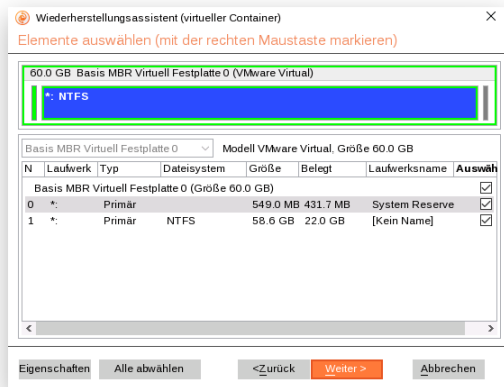 Wiederherstellungsassistent (virtueller Container)
Elemente auswählen (mit der rechten Maustaste markieren)
60.0 GB Basis MBR Virtuell Festplatte 0 (VMware Virtual)
*: NTFS
Basis MBR Virtuell Festplatte 0 Modell VMware Virtual, Größe 60.0 GB
N Laufwerk Typ Dateisystem Größe Belegt Laufwerksname Auswäh
Basis MBR Virtuell Festplatte 0 (Größe 60.0 GB)
0 *: Primär 549.0 MB 431.7 MB System Reserve
1 *: Primär NTFS 58.6 GB 22.0 GB [Kein Name]
Eigenschaften Alle abwählen <Zurück Weiter > Abbrechen